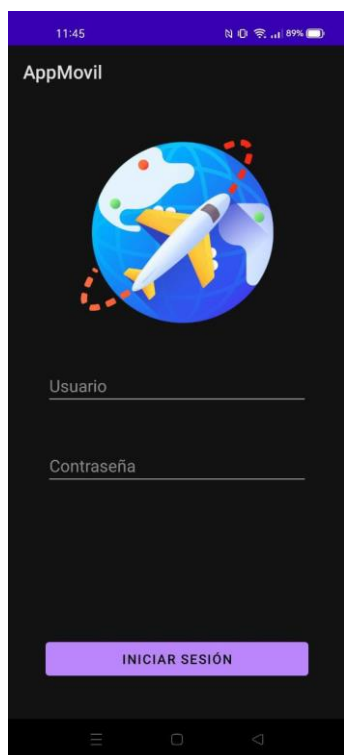 11:45 89%
AppMovil
Usuario
Contraseña
INICIAR SESIÓN